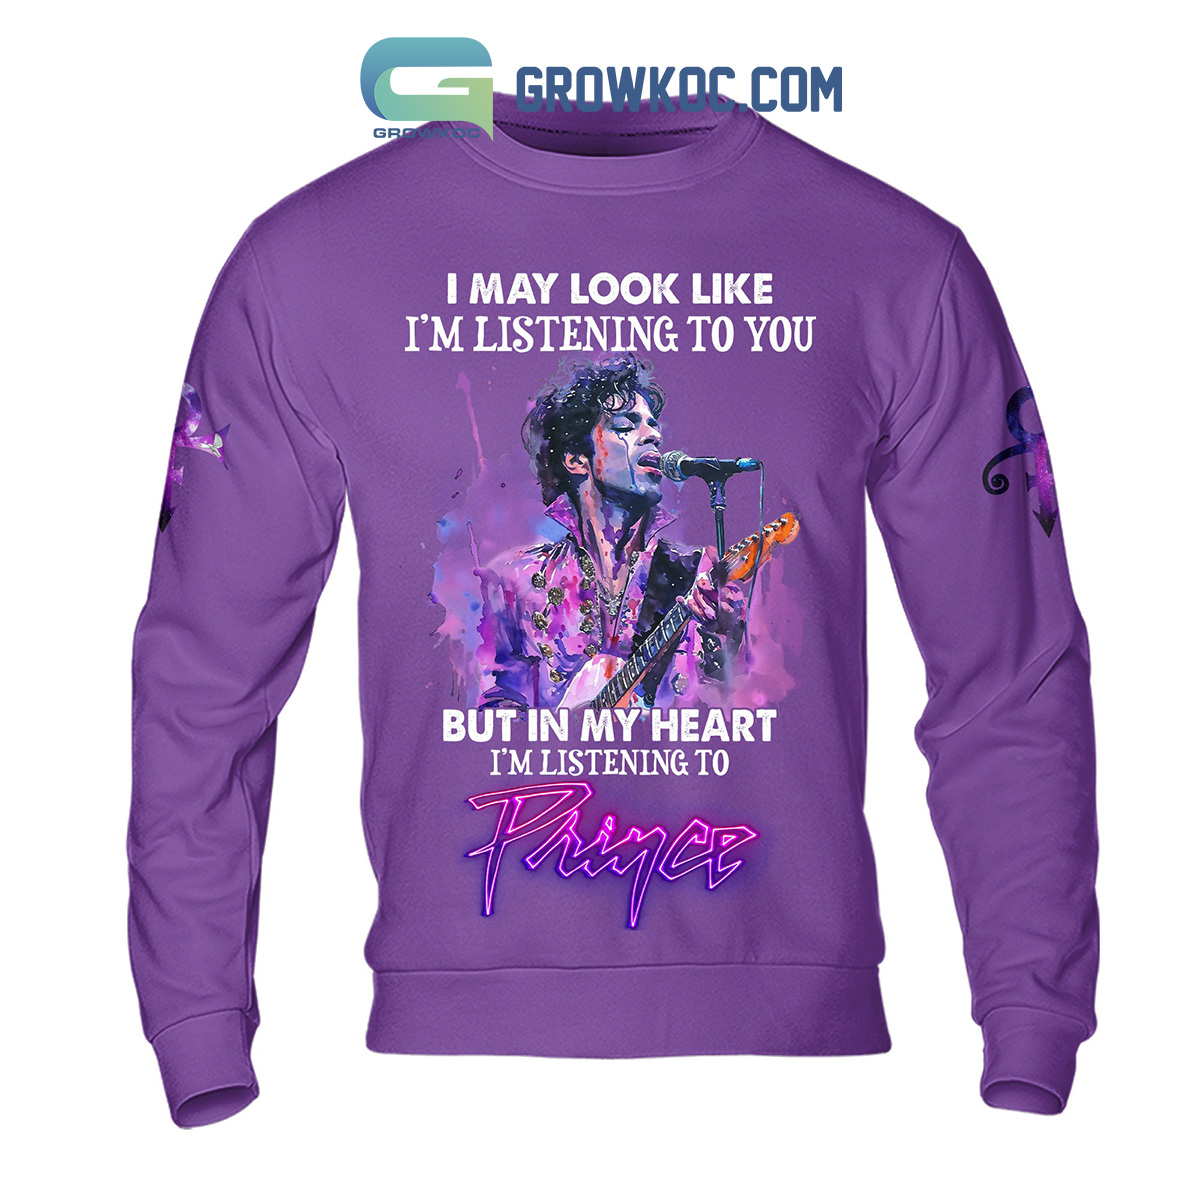 GROWKOC.COM
GROWKOC
I MAY LOOK LIKE
I'M LISTENING TO YOU
BUT IN MY HEART
I'M LISTENING TO
Prince